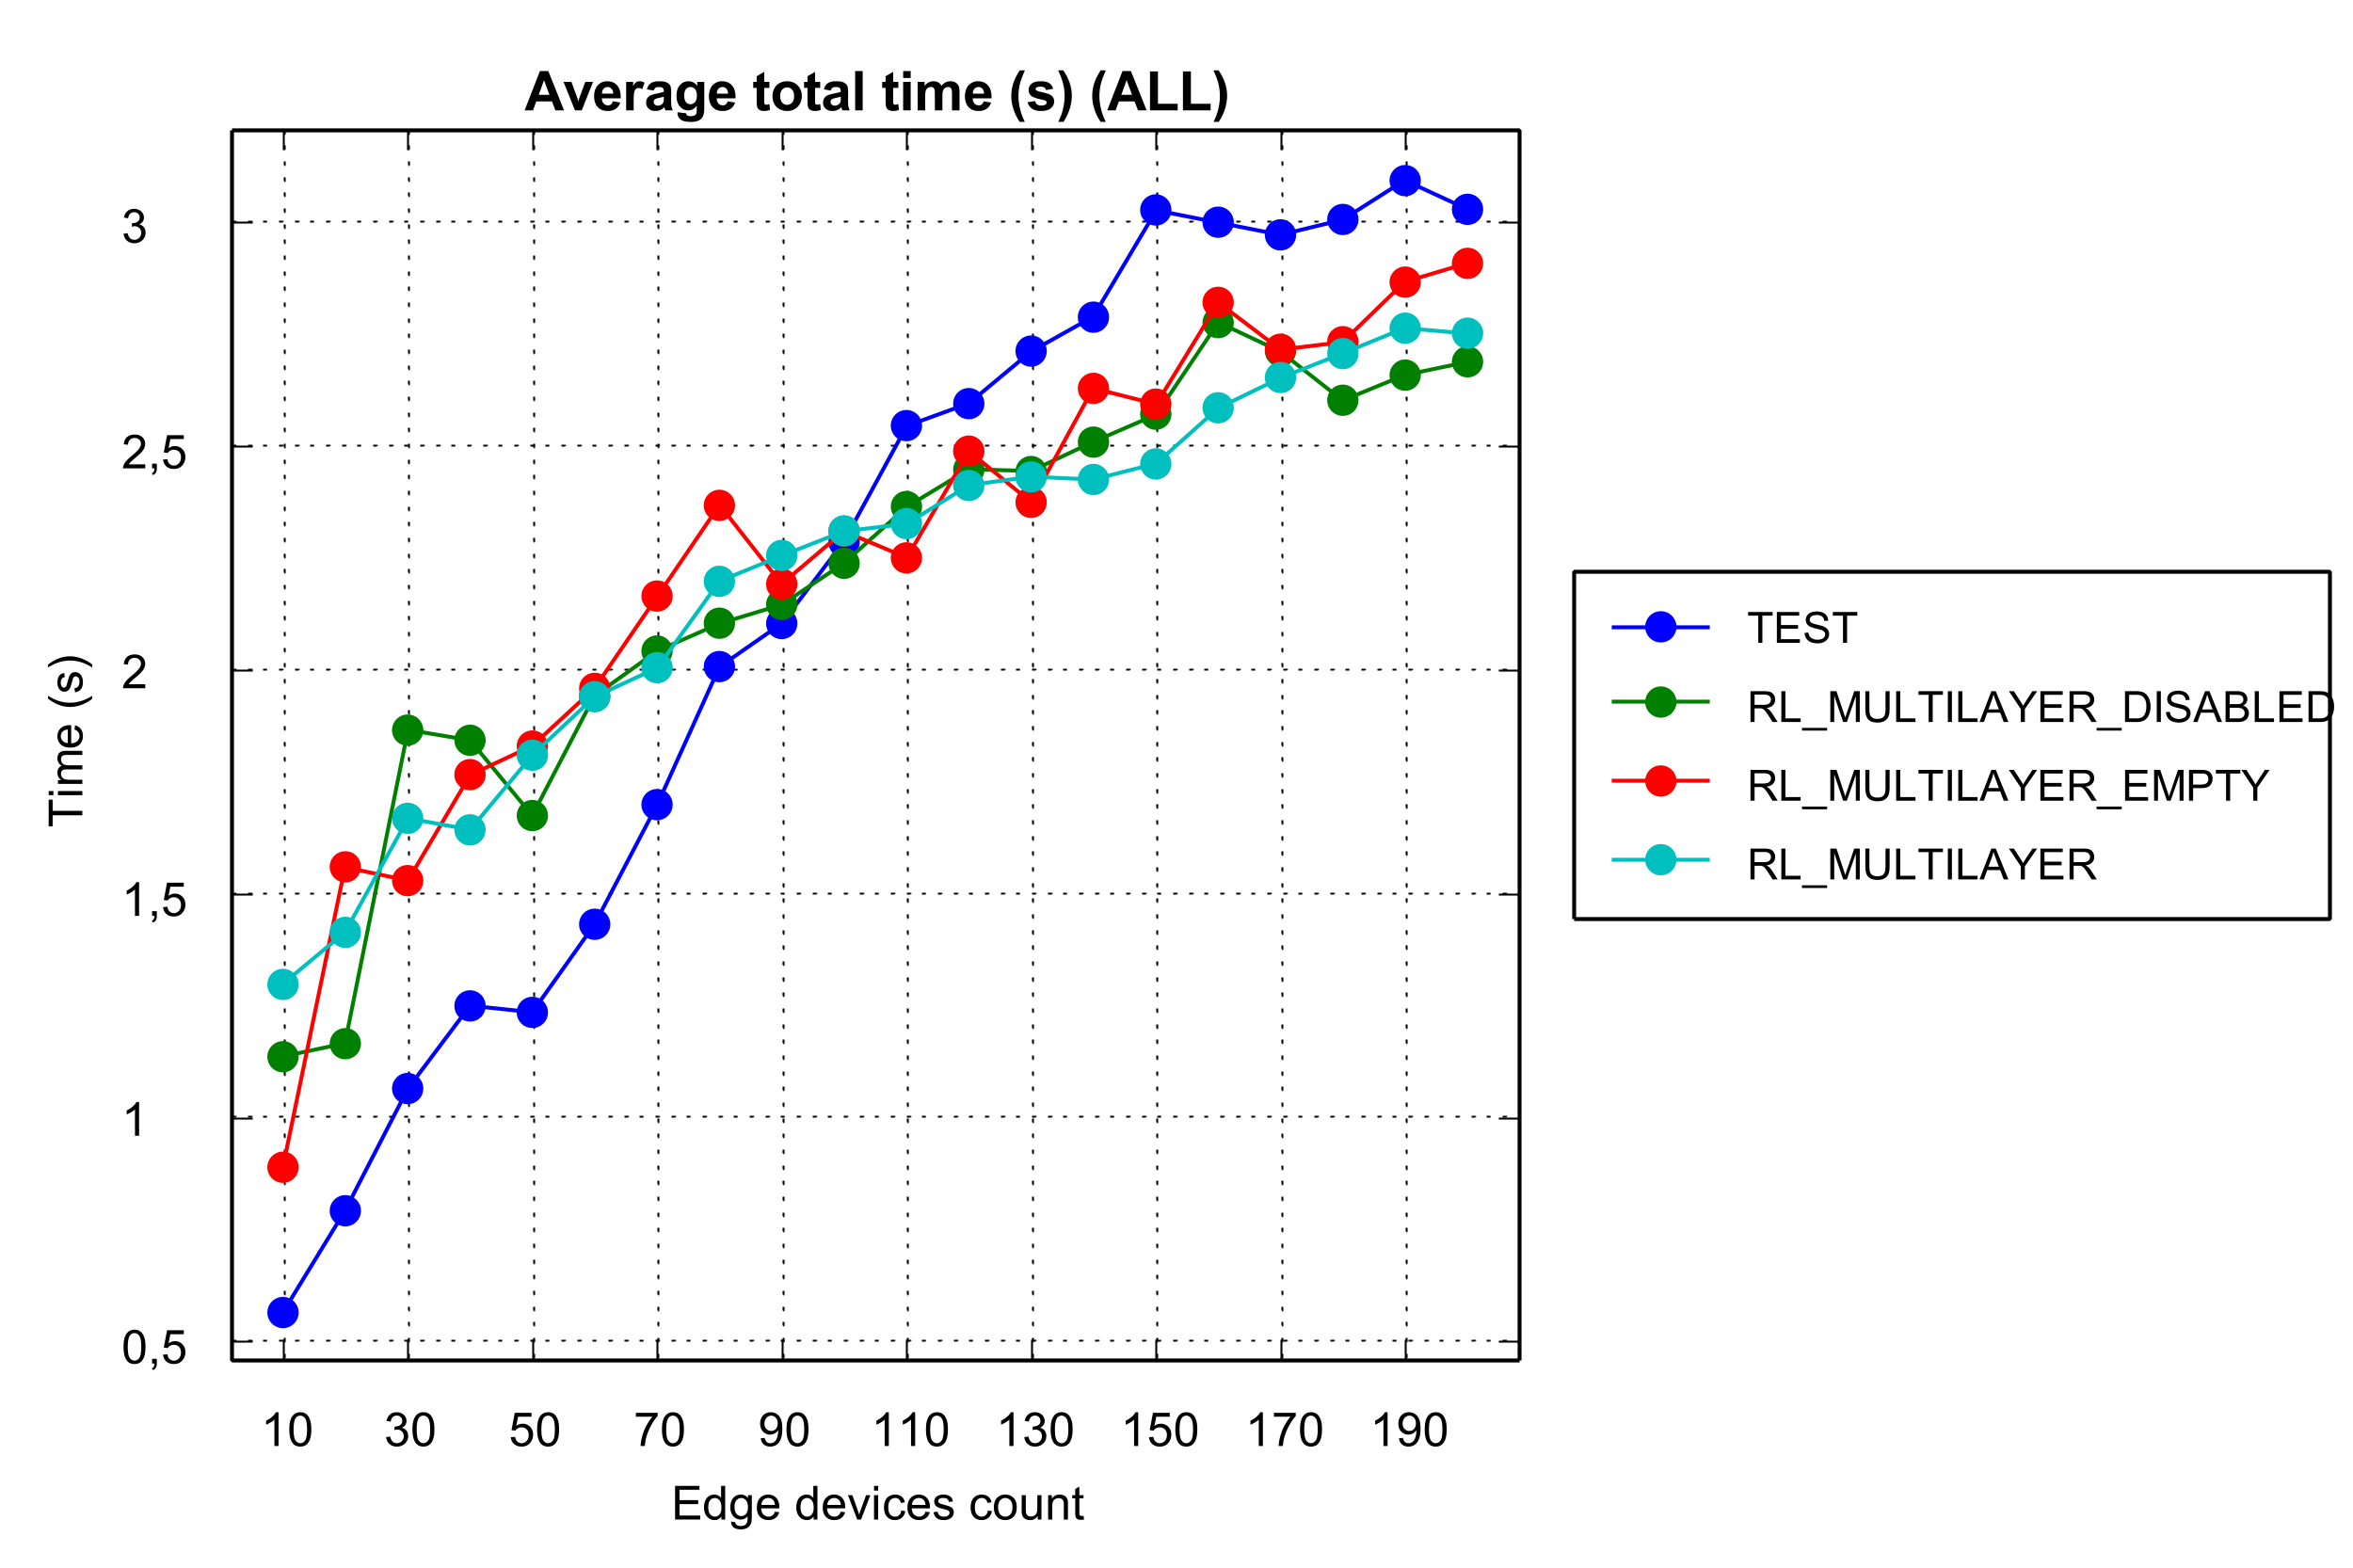 Average total time (s) (ALL)
3
2,5
2
1,5
1
0,5
Time (s)
10 30 50 70 90 110 130 150 170 190
Edge devices count
TEST
RL_MULTILAYER_DISABLED
RL_MULTILAYER_EMPTY
RL_MULTILAYER